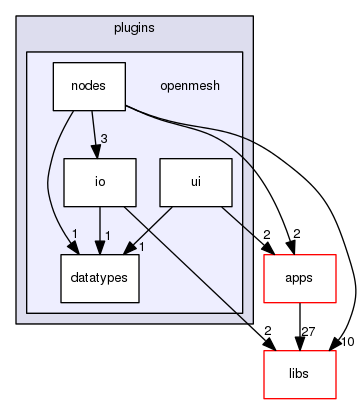 plugins
nodes
openmesh
3
io
ui
1
1
1
2
2
datatypes
apps
2
27
10
libs